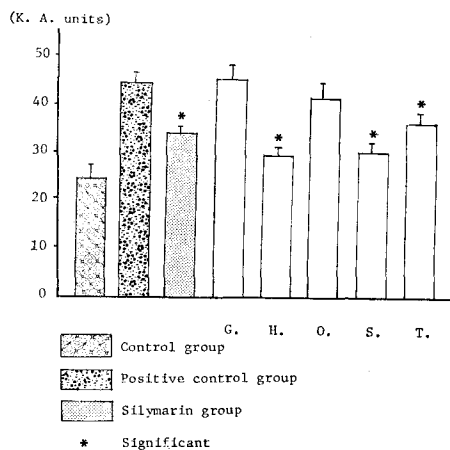 (K. A. units)
50
40
30
20
10
0
* * * *
G. H. O. S. T.
Control group
Positive control group
Silymarin group
* Significant